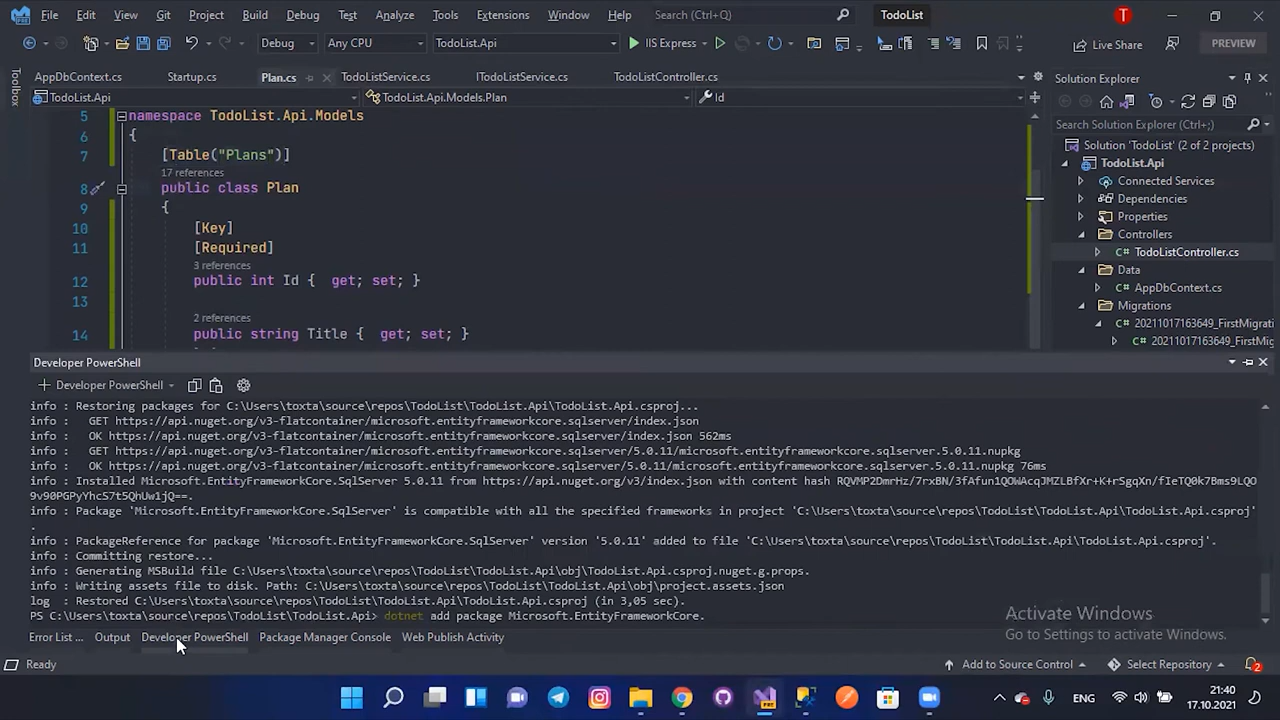 File Edit View Git Project Build Debug Test Analyze Tools Extensions Window Help Search (Ctrl+Q) TodoList T
Debug Any CPU TodoList.Api IIS Express Live Share PREVIEW
Toolbox
AppDbContext.cs Startup.cs Plan.cs TodoListService.cs ITodoListService.cs TodoListController.cs
TodoList.Api TodoList.Api.Models.Plan Id
5 namespace TodoList.Api.Models
6 {
7 [Table("Plans")]
17 references
8 public class Plan
9 {
10 [Key]
11 [Required]
3 references
12 public int Id { get; set; }
13
2 references
14 public string Title { get; set; }
Solution Explorer
Search Solution Explorer (Ctrl+;)
Solution 'TodoList' (2 of 2 projects)
TodoList.Api
Connected Services
Dependencies
Properties
Controllers
C# TodoListController.cs
Data
C# AppDbContext.cs
Migrations
C# 20211017163649_FirstMigrati
C# 20211017163649_FirstMig
Developer PowerShell
+ Developer PowerShell
info : Restoring packages for C:\Users\toxta\source\repos\TodoList\TodoList.Api\TodoList.Api.csproj...
info : GET https://api.nuget.org/v3-flatcontainer/microsoft.entityframeworkcore.sqlserver/index.json
info : OK https://api.nuget.org/v3-flatcontainer/microsoft.entityframeworkcore.sqlserver/index.json 562ms
info : GET https://api.nuget.org/v3-flatcontainer/microsoft.entityframeworkcore.sqlserver/5.0.11/microsoft.entityframeworkcore.sqlserver.5.0.11.nupkg
info : OK https://api.nuget.org/v3-flatcontainer/microsoft.entityframeworkcore.sqlserver/5.0.11/microsoft.entityframeworkcore.sqlserver.5.0.11.nupkg 76ms
info : Installed Microsoft.EntityFrameworkCore.SqlServer 5.0.11 from https://api.nuget.org/v3/index.json with content hash RQVMP2DmrHz/7rxBN/3fAfun1QOWAcqJMZLBfXr+K+rSgqXn/fIeTQ0k7Bms9LQO
9v90PGPyYhcS7t5QhUw1jQ==.
info : Package 'Microsoft.EntityFrameworkCore.SqlServer' is compatible with all the specified frameworks in project 'C:\Users\toxta\source\repos\TodoList\TodoList.Api\TodoList.Api.csproj'
.
info : PackageReference for package 'Microsoft.EntityFrameworkCore.SqlServer' version '5.0.11' added to file 'C:\Users\toxta\source\repos\TodoList\TodoList.Api\TodoList.Api.csproj'.
info : Committing restore...
info : Generating MSBuild file C:\Users\toxta\source\repos\TodoList\TodoList.Api\obj\TodoList.Api.csproj.nuget.g.props.
info : Writing assets file to disk. Path: C:\Users\toxta\source\repos\TodoList\TodoList.Api\obj\project.assets.json
log : Restored C:\Users\toxta\source\repos\TodoList\TodoList.Api\TodoList.Api.csproj (in 3,05 sec).
PS C:\Users\toxta\source\repos\TodoList\TodoList.Api> dotnet add package Microsoft.EntityFrameworkCore.
Activate Windows
Go to Settings to activate Windows.
Error List ... Output Developer PowerShell Package Manager Console Web Publish Activity
Ready Add to Source Control Select Repository 2
PRE ENG 21:40
17.10.2021